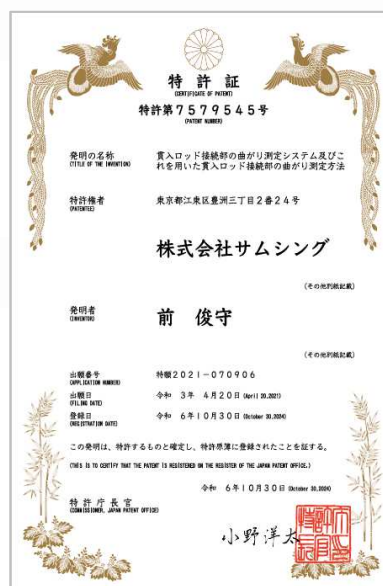 特許証
(CERTIFICATE OF PATENT)
特許第7579545号
(PATENT NUMBER)
発明の名称
(TITLE OF THE INVENTION)
貫入ロッド接続部の曲がり測定システム及びこ
れを用いた貫入ロッド接続部の曲がり測定方法
特許権者
(PATENTEE)
東京都江東区豊洲三丁目2番24号
株式会社サムシング
(その他別紙記載)
発明者
(INVENTOR)
前 俊守
(その他別紙記載)
出願番号
(APPLICATION NUMBER)
特願2021-070906
出願日
(FILING DATE)
令和 3年 4月20日(April 20,2021)
登録日
(REGISTRATION DATE)
令和 6年10月30日(October 30,2024)
この発明は、特許するものと確定し、特許原簿に登録されたことを証する。
(THIS IS TO CERTIFY THAT THE PATENT IS REGISTERED ON THE REGISTER OF THE JAPAN PATENT OFFICE.)
令和 6年10月30日(October 30,2024)
特許庁長官
(COMMISSIONER, JAPAN PATENT OFFICE)
小野洋太